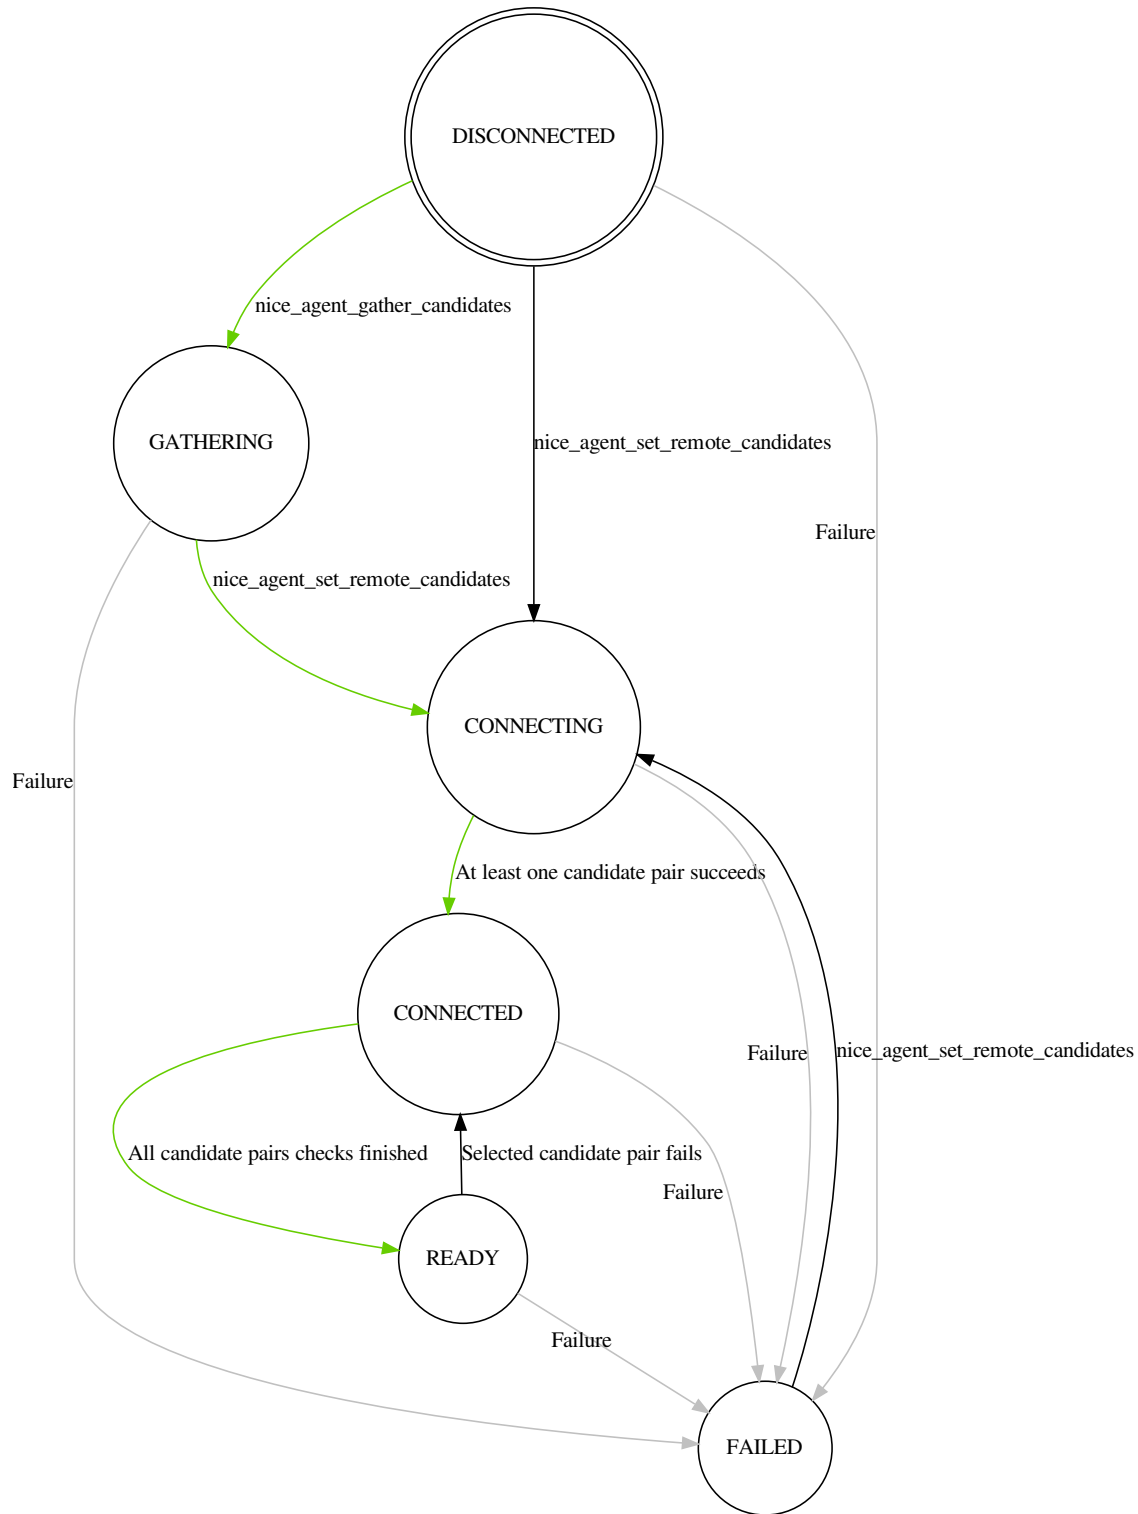 DISCONNECTED
nice_agent_gather_candidates
GATHERING
nice_agent_set_remote_candidates
Failure
nice_agent_set_remote_candidates
CONNECTING
Failure
At least one candidate pair succeeds
CONNECTED
Failure
nice_agent_set_remote_candidates
All candidate pairs checks finished
Selected candidate pair fails
Failure
READY
Failure
FAILED